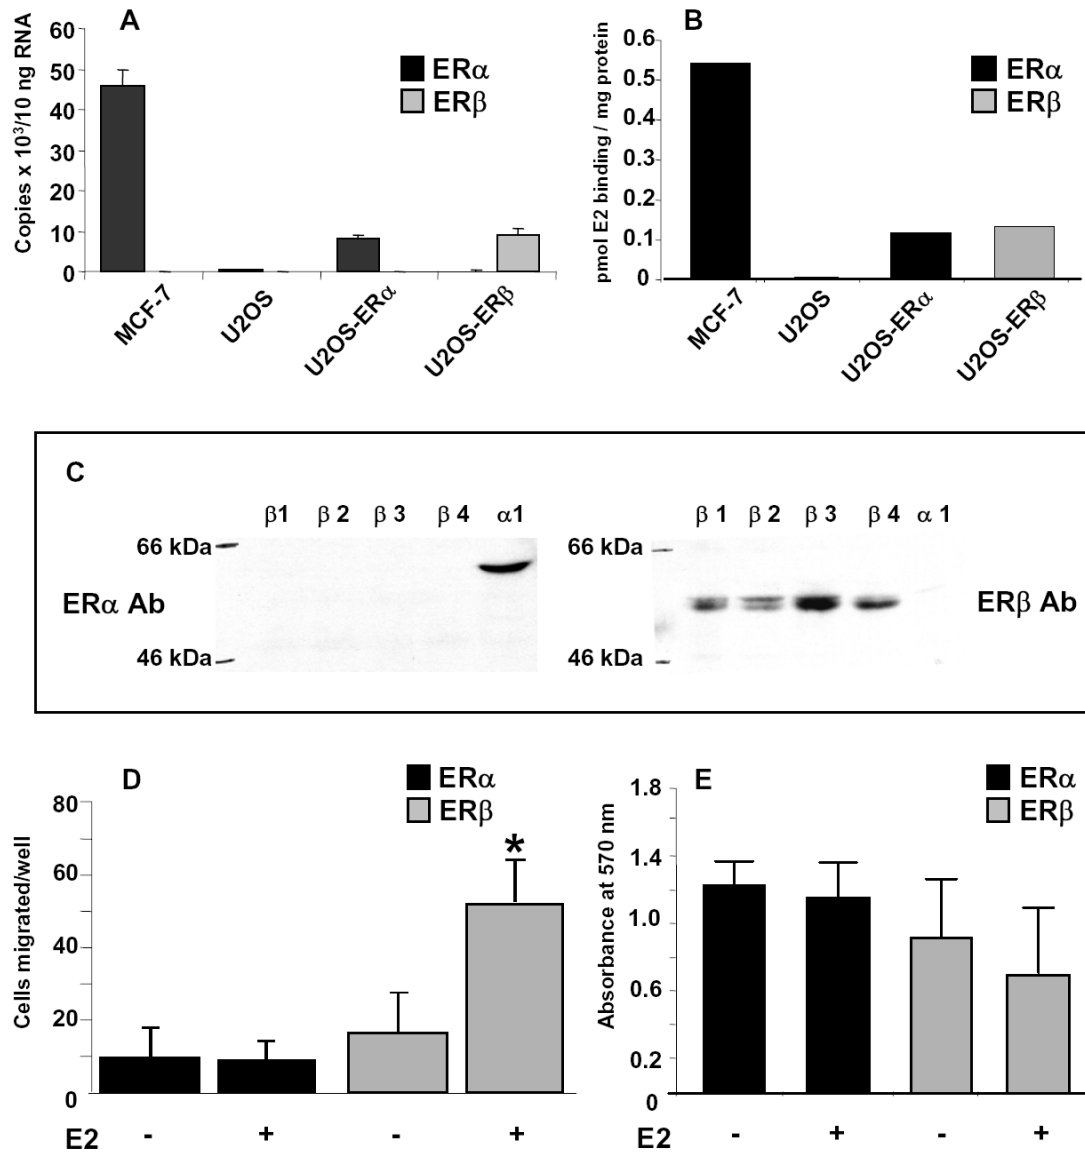 A
Copies x 10³/10 ng RNA
60
50
40
30
20
10
0
ERα
ERβ
MCF-7
U2OS
U2OS-ERα
U2OS-ERβ
B
pmol E2 binding / mg protein
0.6
0.5
0.4
0.3
0.2
0.1
0
ERα
ERβ
MCF-7
U2OS
U2OS-ERα
U2OS-ERβ
C
β1 β 2 β 3 β 4 α1
66 kDa
ERα Ab
46 kDa
β 1 β 2 β 3 β 4 α 1
66 kDa
ERβ Ab
46 kDa
D
ERα
ERβ
Cells migrated/well
80
60
40
20
0
*
E2 - + - +
E
ERα
ERβ
Absorbance at 570 nm
1.8
1.4
1.0
0.6
0.2
0
- + - +